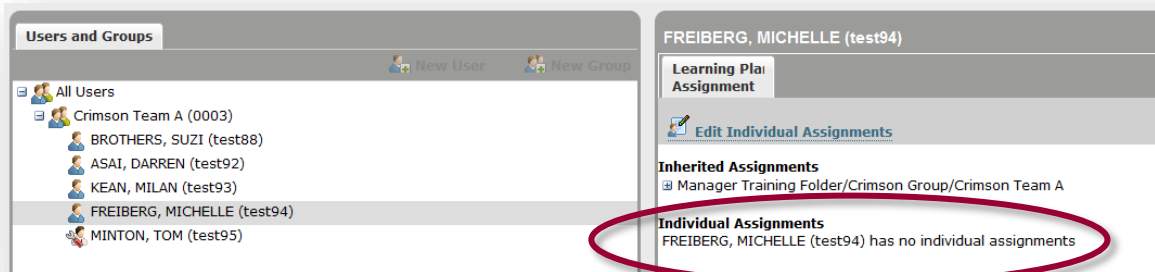 Users and Groups
New User New Group
All Users
Crimson Team A (0003)
BROTHERS, SUZI (test88)
ASAI, DARREN (test92)
KEAN, MILAN (test93)
FREIBERG, MICHELLE (test94)
MINTON, TOM (test95)
FREIBERG, MICHELLE (test94)
Learning Pla
Assignment
Edit Individual Assignments
Inherited Assignments
Manager Training Folder/Crimson Group/Crimson Team A
Individual Assignments
FREIBERG, MICHELLE (test94) has no individual assignments